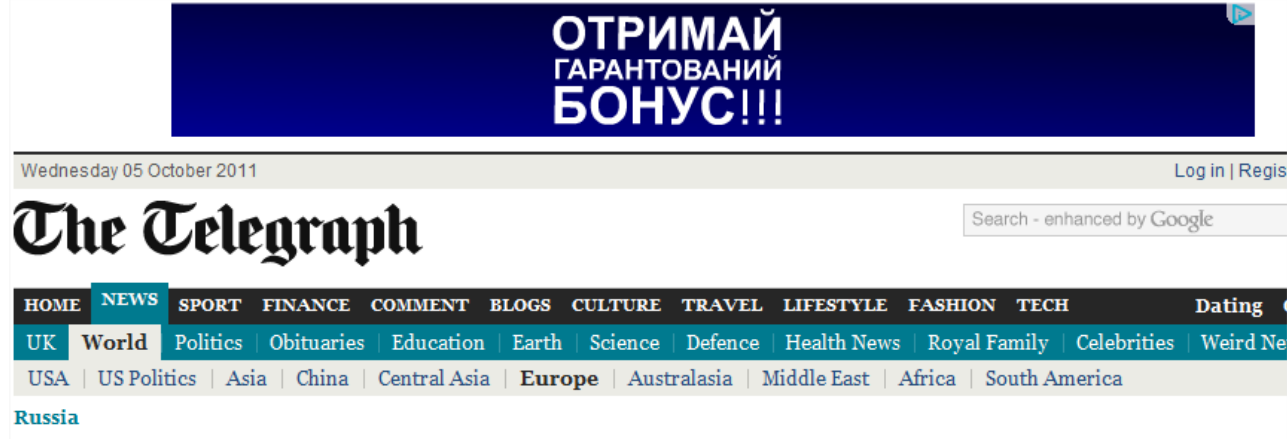 ОТРИМАЙ
ГАРАНТОВАНИЙ
БОНУС!!!
Wednesday 05 October 2011 Log in | Regis
The Telegraph
Search - enhanced by Google
HOME NEWS SPORT FINANCE COMMENT BLOGS CULTURE TRAVEL LIFESTYLE FASHION TECH Dating
UK World Politics Obituaries Education Earth Science Defence Health News Royal Family Celebrities Weird Ne
USA US Politics Asia China Central Asia Europe Australasia Middle East Africa South America
Russia